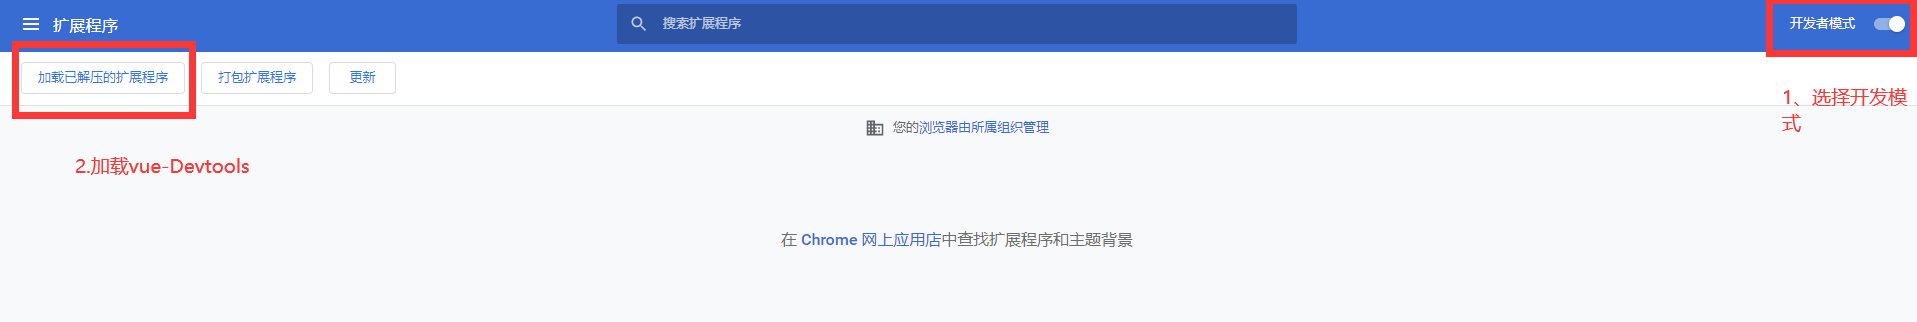 扩展程序
搜索扩展程序
开发者模式
加载已解压的扩展程序
打包扩展程序
更新
1、选择开发模
式
您的浏览器由所属组织管理
2.加载vue-Devtools
在 Chrome 网上应用店中查找扩展程序和主题背景